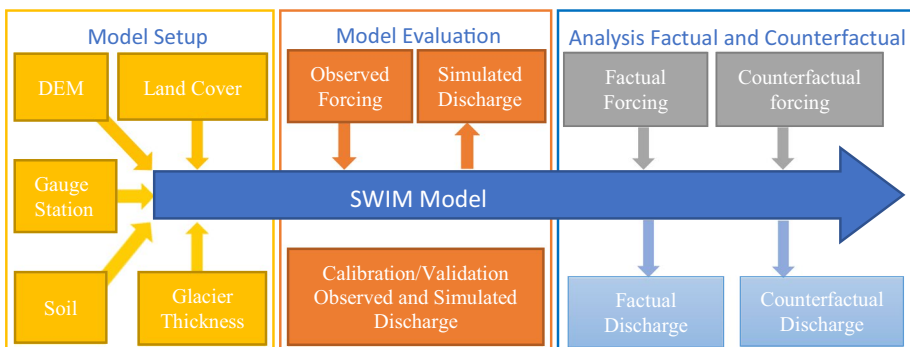 Model Setup
DEM
Land Cover
Gauge
Station
Soil
Glacier
Thickness
Model Evaluation
Observed
Forcing
Simulated
Discharge
SWIM Model
Calibration/Validation
Observed and Simulated
Discharge
Analysis Factual and Counterfactual
Factual
Forcing
Counterfactual
forcing
Factual
Discharge
Counterfactual
Discharge